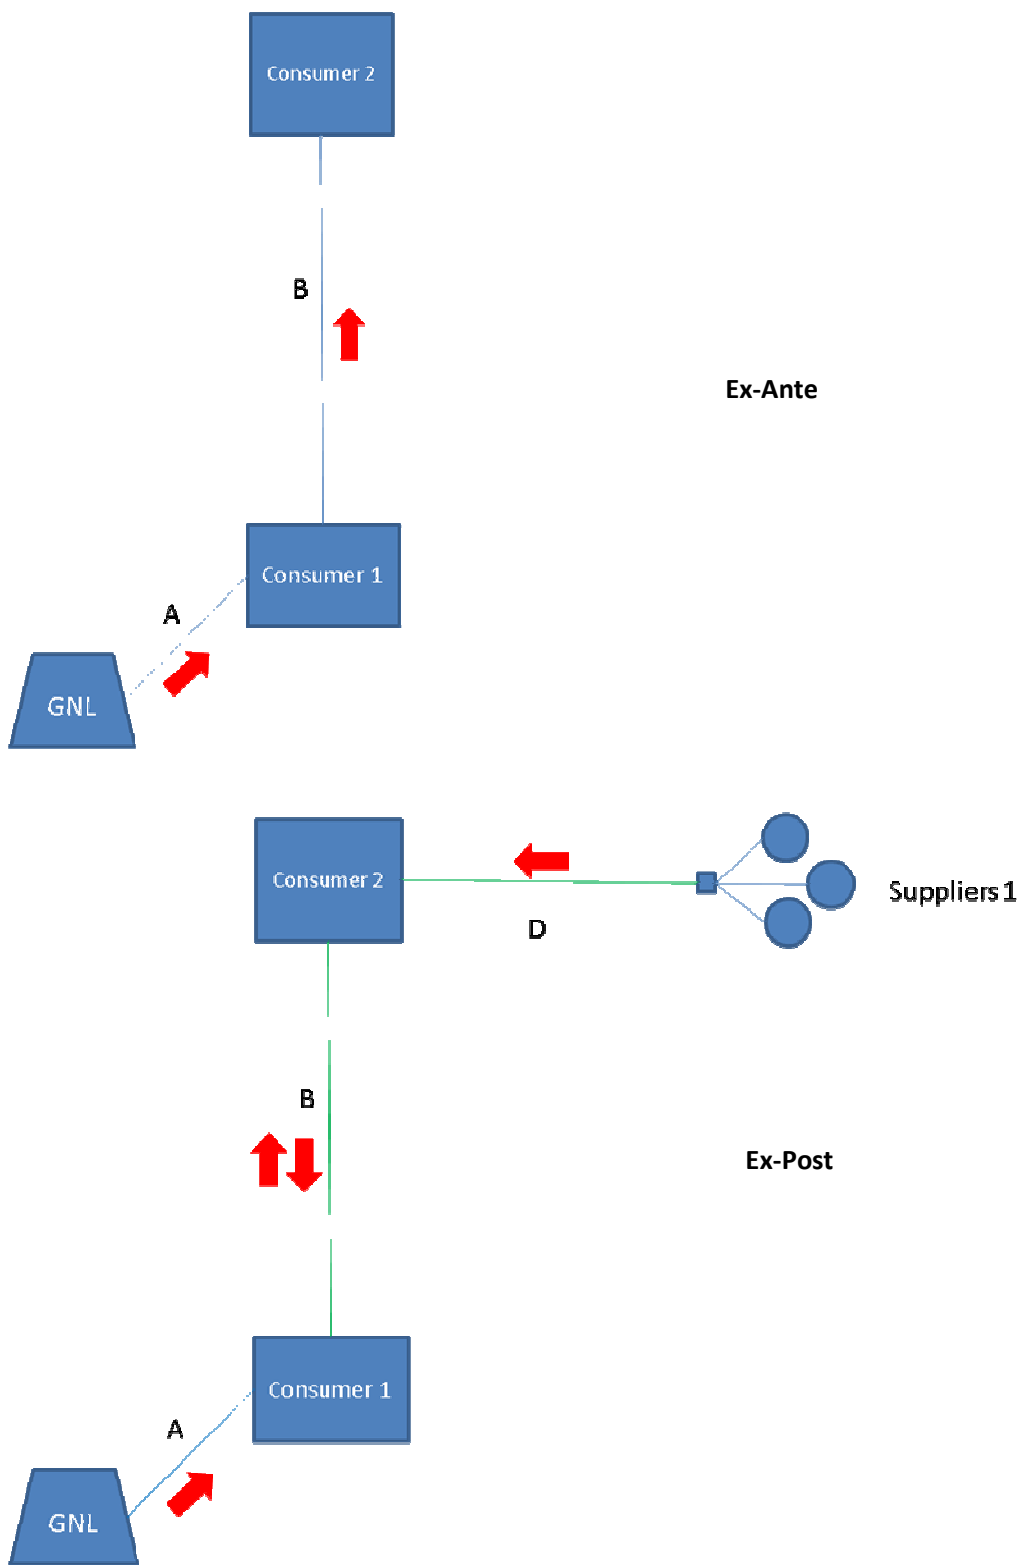 Consumer 2
B
Ex-Ante
Consumer 1
A
GNL
Consumer 2
Suppliers 1
D
B
Ex-Post
Consumer 1
A
GNL